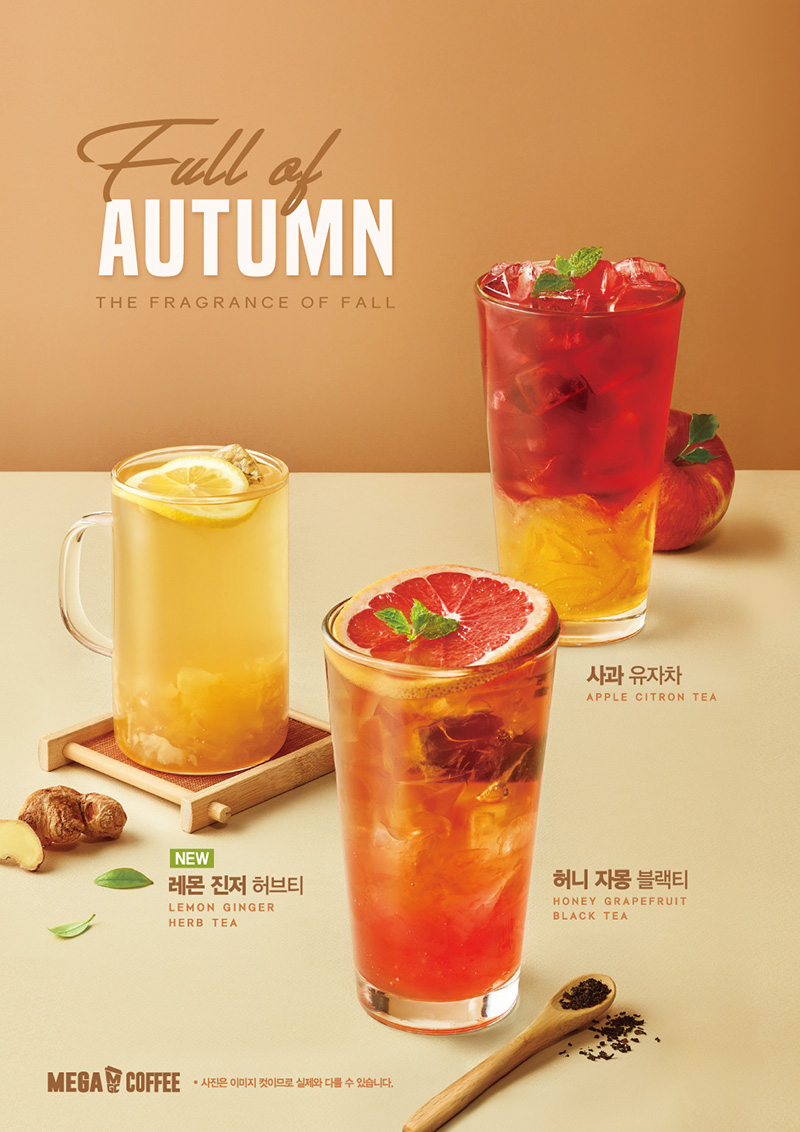 Full of
AUTUMN
THE FRAGRANCE OF FALL
사과 유자차
APPLE CITRON TEA
NEW
레몬 진저 허브티
LEMON GINGER
HERB TEA
허니 자몽 블랙티
HONEY GRAPEFRUIT
BLACK TEA
MEGA MGC COFFEE
• 사진은 이미지 컷이므로 실제와 다를 수 있습니다.